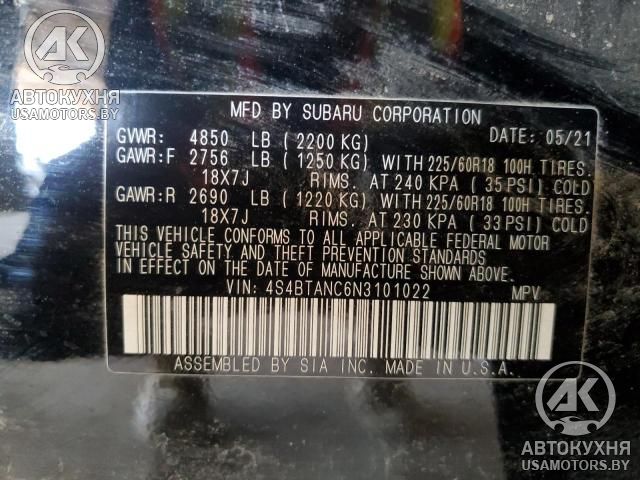 AK
АВТОКУХНЯ
USAMOTORS.BY
MFD BY SUBARU CORPORATION
GVWR: 4850 LB (2200 KG) DATE: 05/21
GAWR:F 2756 LB (1250 KG) WITH 225/60R18 100H TIRES.
18X7J RIMS. AT 240 KPA (35 PSI) COLD
GAWR:R 2690 LB (1220 KG) WITH 225/60R18 100H TIRES.
18X7J RIMS. AT 230 KPA (33 PSI) COLD
THIS VEHICLE CONFORMS TO ALL APPLICABLE FEDERAL MOTOR
VEHICLE SAFETY AND THEFT PREVENTION STANDARDS IN
EFFECT ON THE DATE OF MANUFACTURE SHOWN ABOVE.
VIN: 4S4BTANC6N3101022 MPV
ASSEMBLED BY SIA INC. MADE IN U.S.A.
AK
АВТОКУХНЯ
USAMOTORS.BY